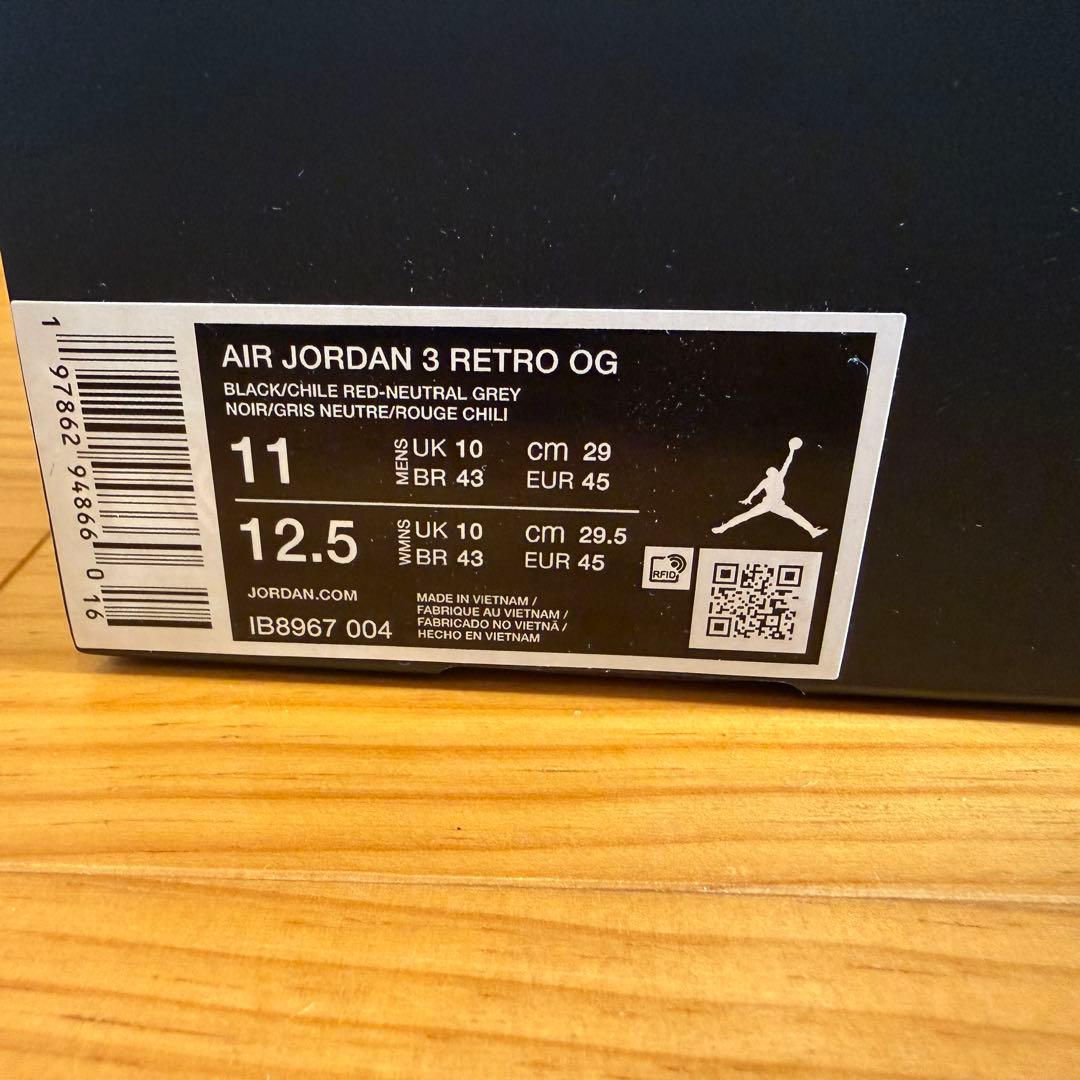 1 97862 94866 0 16
AIR JORDAN 3 RETRO OG
BLACK/CHILE RED-NEUTRAL GREY
NOIR/GRIS NEUTRE/ROUGE CHILI
11 MENS UK 10 cm 29
BR 43 EUR 45
12.5 WMNS UK 10 cm 29.5
BR 43 EUR 45
RFID
JORDAN.COM
IB8967 004
MADE IN VIETNAM /
FABRIQUE AU VIETNAM /
FABRICADO NO VIETNÃ /
HECHO EN VIETNAM